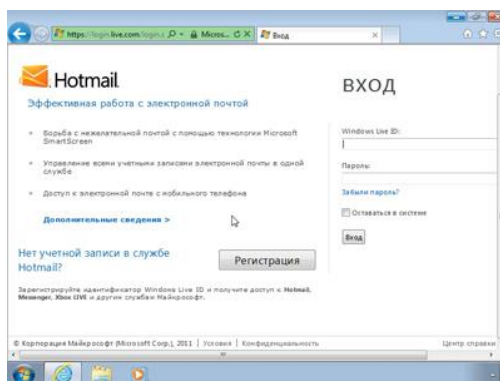 https://login.live.com/login.s
Micros...
Вход
Hotmail
Эффективная работа с электронной почтой
Борьба с нежелательной почтой с помощью технологии Microsoft
SmartScreen
Управление всеми учетными записями электронной почты в одной
службе
Доступ к электронной почте с мобильного телефона
Дополнительные сведения >
Нет учетной записи в службе
Hotmail?
Регистрация
Зарегистрируйте идентификатор Windows Live ID и получите доступ к Hotmail,
Messenger, Xbox LIVE и другим службам Майкрософт.
ВХОД
Windows Live ID:
Пароль:
Забыли пароль?
Оставаться в системе
Вход
© Корпорация Майкрософт (Microsoft Corp.), 2011 | Условия | Конфиденциальность
Центр справки